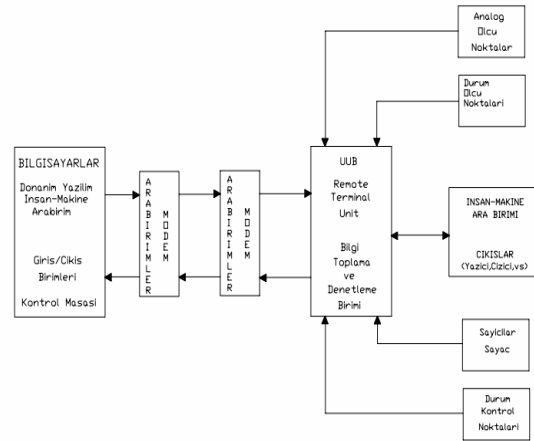 Analog
Olcu
Noktalar
Durum
Olcu
Noktalari
BILGISAYARLAR
Donanim Yazilim
Insan-Makine
Arabirim
Giris/Cikis
Birimleri
Kontrol Masasi
ARABIRIMLER
MODEM
ARABIRIMLER
MODEM
UUB
Remote
Terminal
Unit
Bilgi
Toplama
ve
Denetleme
Birimi
INSAN-MAKINE
ARA BIRIMI
CIKISLAR
(Yazici,Cizici,vs)
Sayicilar
Sayac
Durum
Kontrol
Noktalari